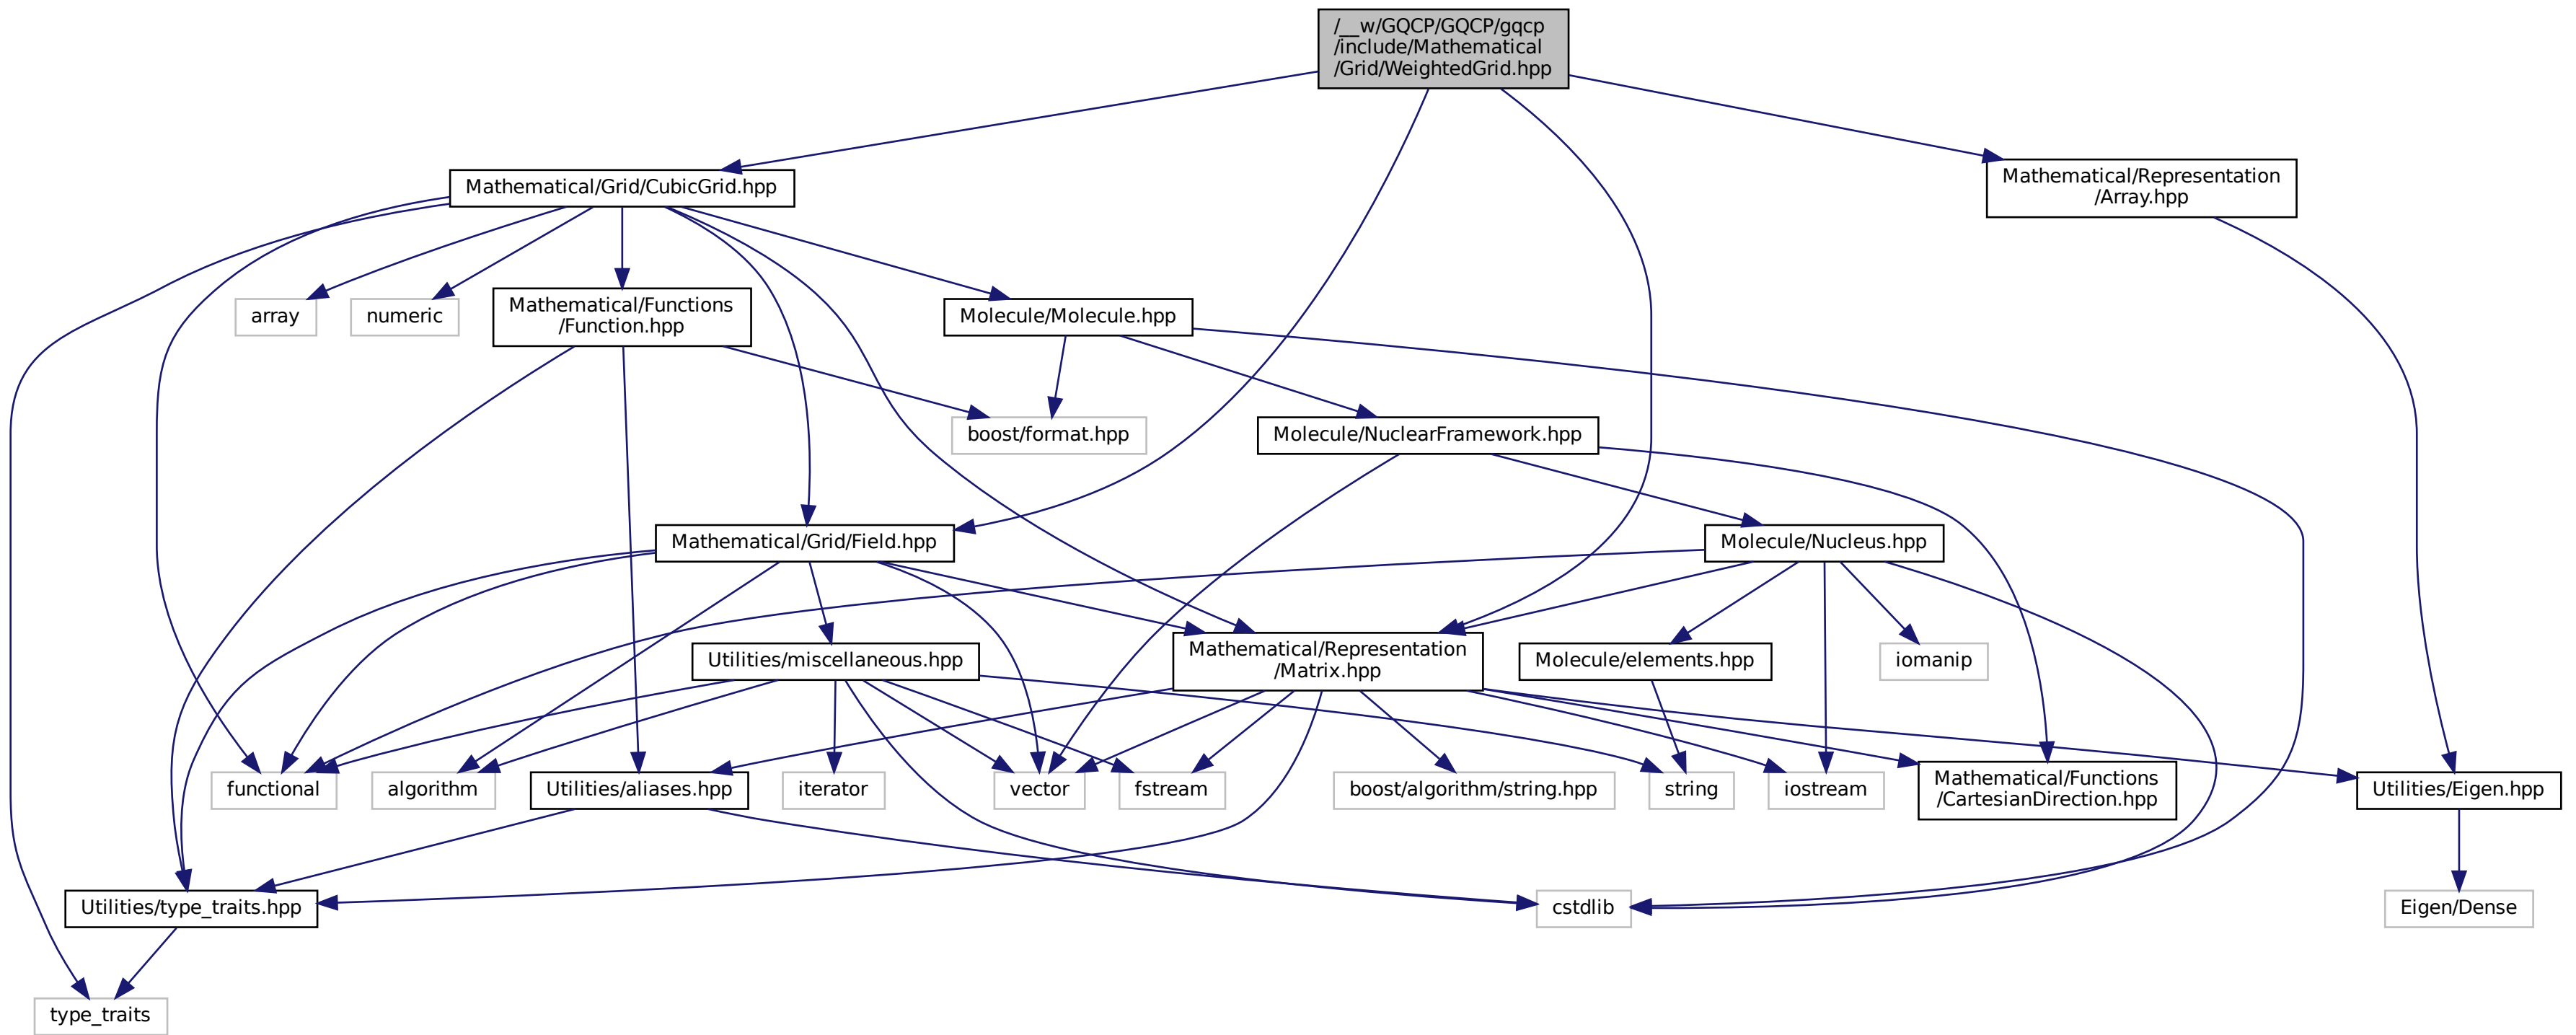 /__w/GQCP/GQCP/gqcp
/include/Mathematical
/Grid/WeightedGrid.hpp
Mathematical/Grid/CubicGrid.hpp
Mathematical/Representation
/Array.hpp
array
numeric
Mathematical/Functions
/Function.hpp
Molecule/Molecule.hpp
boost/format.hpp
Molecule/NuclearFramework.hpp
Mathematical/Grid/Field.hpp
Molecule/Nucleus.hpp
Utilities/miscellaneous.hpp
Mathematical/Representation
/Matrix.hpp
Molecule/elements.hpp
iomanip
functional
algorithm
Utilities/aliases.hpp
iterator
vector
fstream
boost/algorithm/string.hpp
string
iostream
Mathematical/Functions
/CartesianDirection.hpp
Utilities/Eigen.hpp
Utilities/type_traits.hpp
cstdlib
Eigen/Dense
type_traits